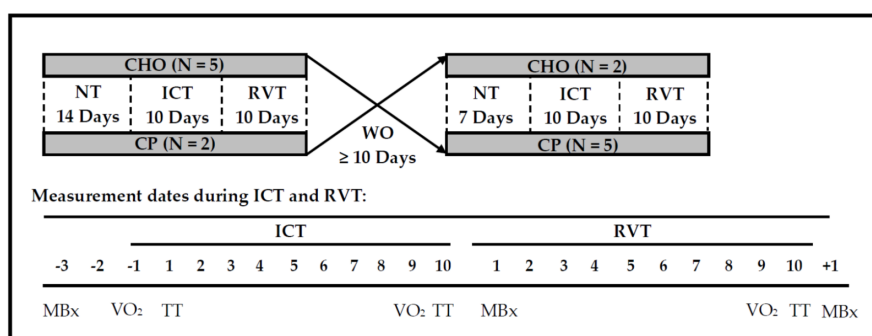 CHO (N = 5) CHO (N = 2)
NT ICT RVT NT ICT RVT
14 Days 10 Days 10 Days 7 Days 10 Days 10 Days
WO
CP (N = 2) CP (N = 5)
≥ 10 Days
Measurement dates during ICT and RVT:
ICT RVT
-3 -2 -1 1 2 3 4 5 6 7 8 9 10 1 2 3 4 5 6 7 8 9 10 +1
MBx VO₂ TT VO₂ TT MBx VO₂ TT MBx